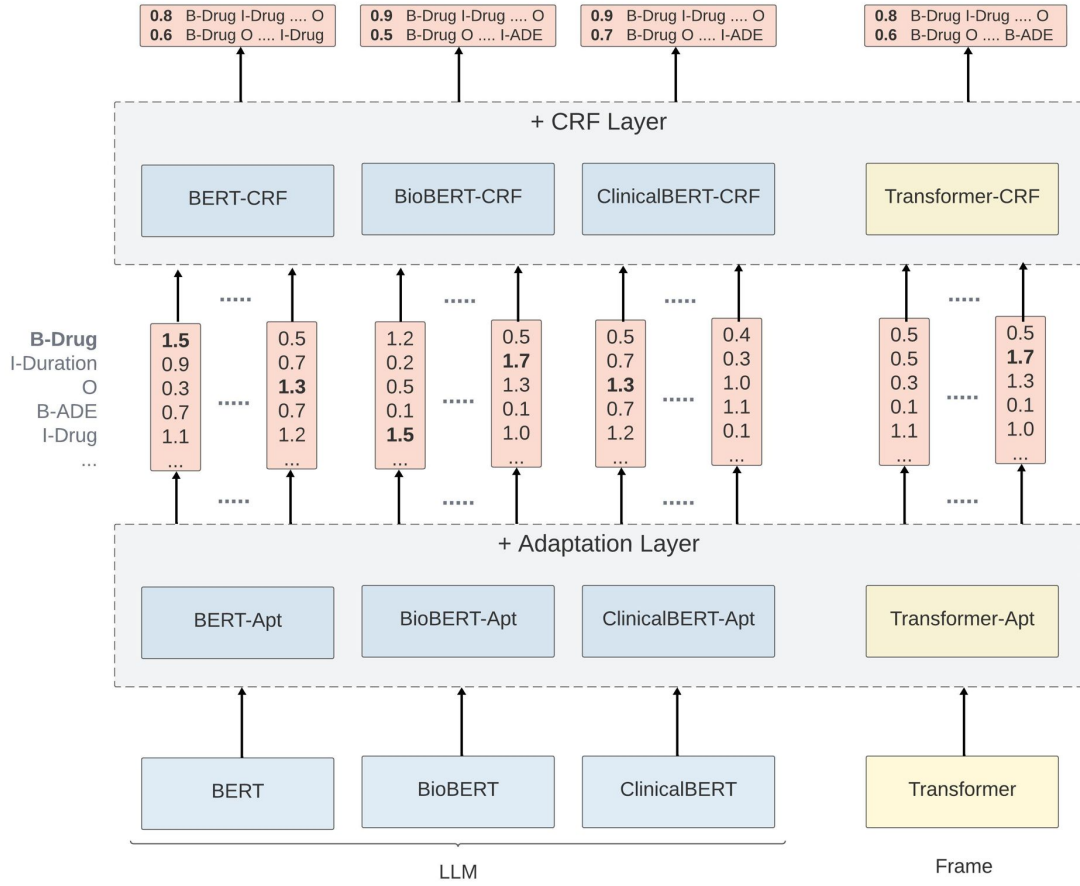 0.8 B-Drug I-Drug .... O
0.6 B-Drug O .... I-Drug
0.9 B-Drug I-Drug .... O
0.5 B-Drug O .... I-ADE
0.9 B-Drug I-Drug .... O
0.7 B-Drug O .... I-ADE
0.8 B-Drug I-Drug .... O
0.6 B-Drug O .... B-ADE
+ CRF Layer
BERT-CRF
BioBERT-CRF
ClinicalBERT-CRF
Transformer-CRF
..... ..... ..... .....
B-Drug 1.5 0.5 1.2 0.5 0.5 0.4 0.5 0.5
I-Duration 0.9 0.7 0.2 1.7 0.7 0.3 0.5 1.7
O 0.3 1.3 0.5 1.3 1.3 1.0 0.3 1.3
..... ..... ..... .....
B-ADE 0.7 0.7 0.1 0.1 0.7 1.1 0.1 0.1
I-Drug 1.1 1.2 1.5 1.0 1.2 0.1 1.1 1.0
... ... ... ... ... ... ... ... ...
..... ..... ..... .....
+ Adaptation Layer
BERT-Apt
BioBERT-Apt
ClinicalBERT-Apt
Transformer-Apt
BERT
BioBERT
ClinicalBERT
Transformer
LLM
Frame